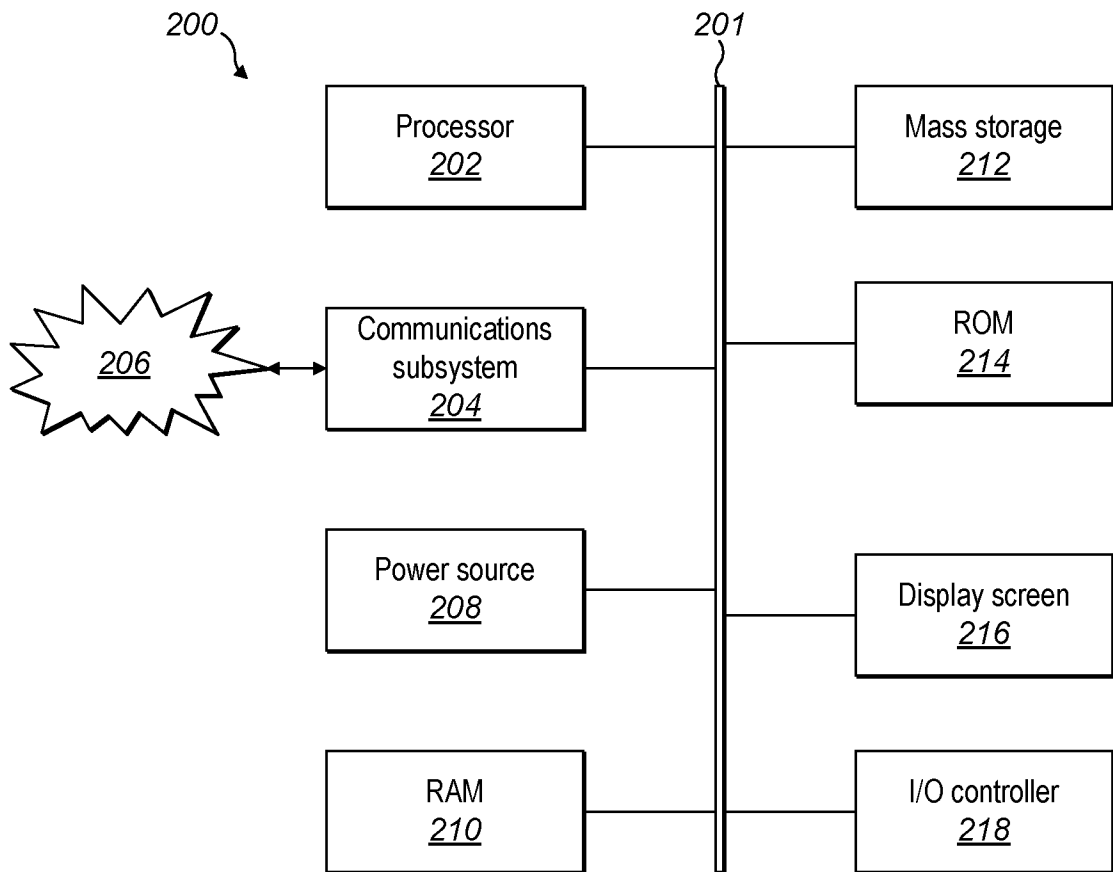 200
201
Processor
202
Mass storage
212
206
Communications
subsystem
204
ROM
214
Power source
208
Display screen
216
RAM
210
I/O controller
218